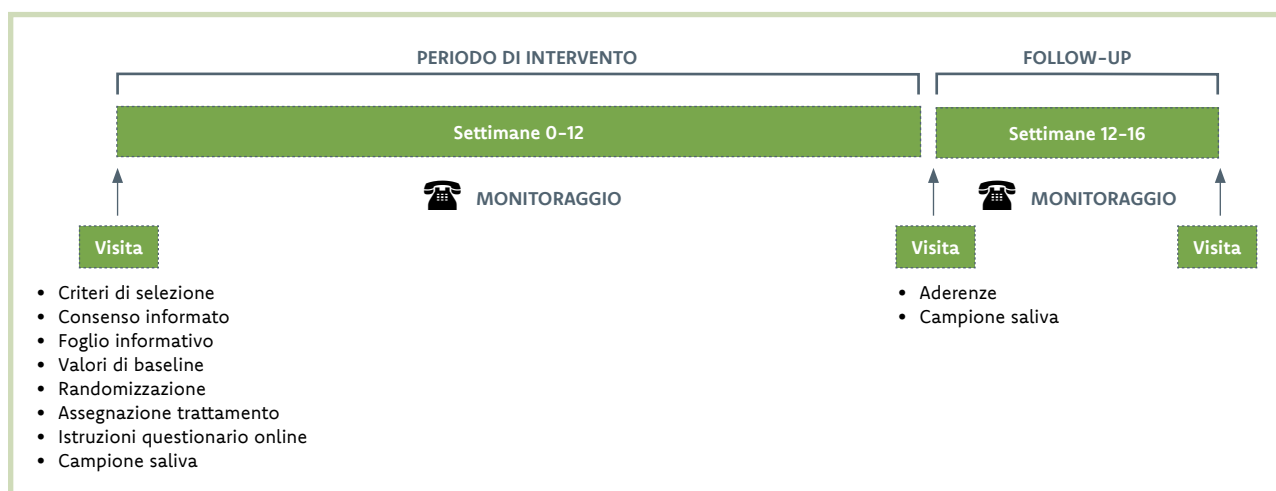 PERIODO DI INTERVENTO
FOLLOW-UP
Settimane 0-12
Settimane 12-16
MONITORAGGIO
MONITORAGGIO
Visita
Visita
Visita
• Criteri di selezione
• Consenso informato
• Foglio informativo
• Valori di baseline
• Randomizzazione
• Assegnazione trattamento
• Istruzioni questionario online
• Campione saliva
• Aderenze
• Campione saliva